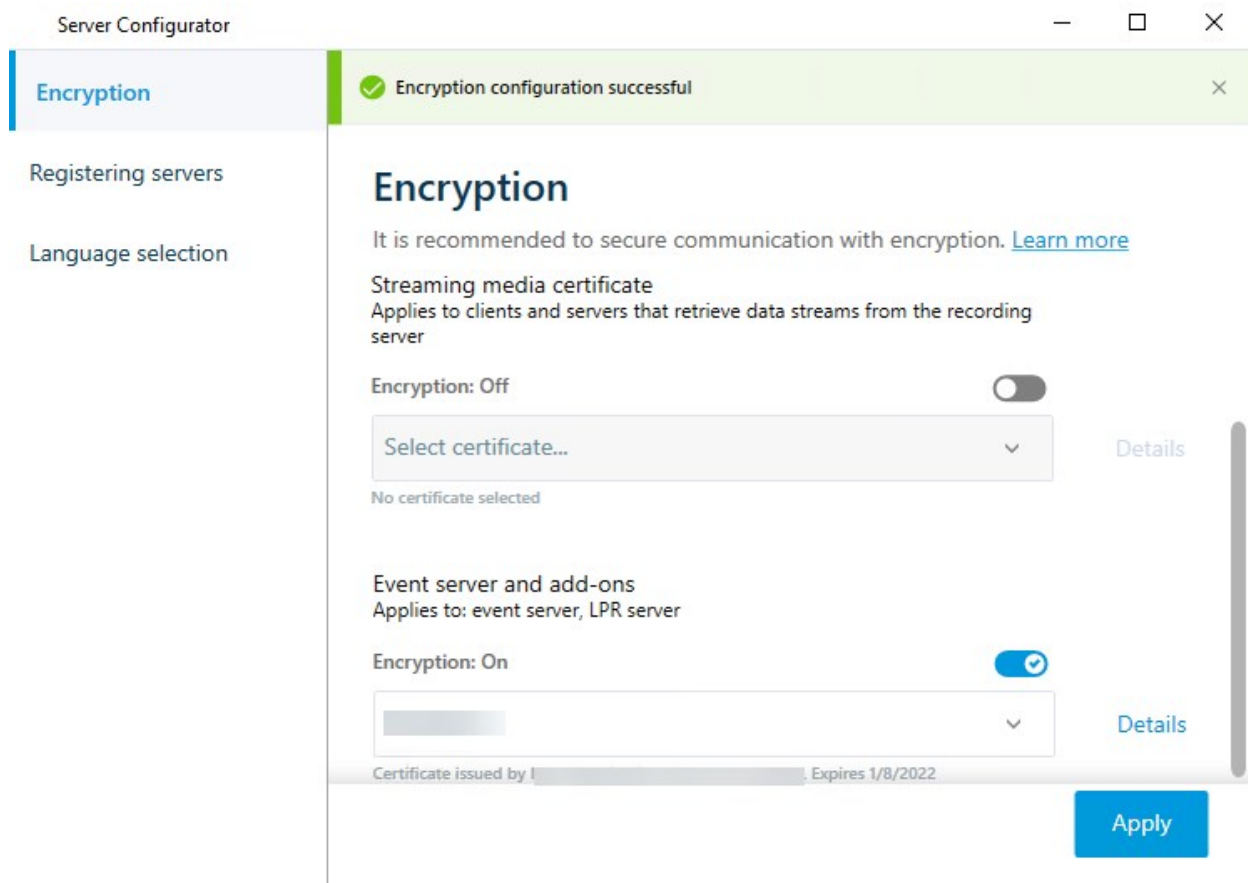 Server Configurator
Encryption
Registering servers
Language selection
Encryption configuration successful
Encryption
It is recommended to secure communication with encryption. Learn more
Streaming media certificate
Applies to clients and servers that retrieve data streams from the recording
server
Encryption: Off
Select certificate...
Details
No certificate selected
Event server and add-ons
Applies to: event server, LPR server
Encryption: On
Details
Certificate issued by
. Expires 1/8/2022
Apply